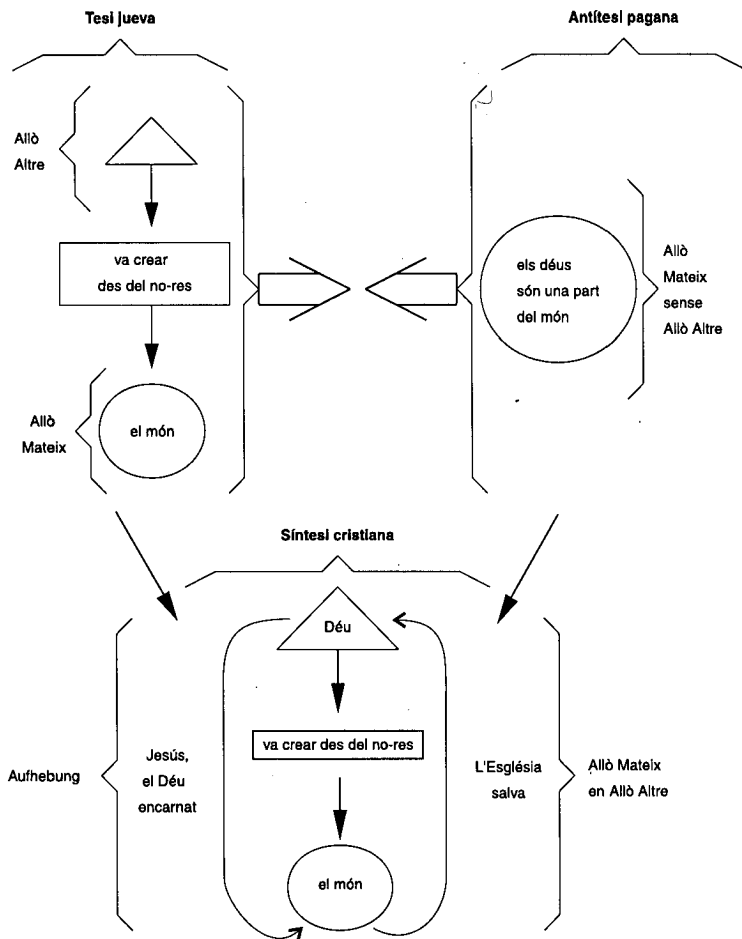 Tesi jueva
Allò
Altre
va crear
des del no-res
Allò
Mateix
el món
Antítesi pagana
els déus
són una part
del món
Allò
Mateix
sense
Allò Altre
Síntesi cristiana
Déu
va crear des del no-res
el món
Aufhebung
Jesús,
el Déu
encarnat
L'Església
salva
Allò Mateix
en Allò Altre